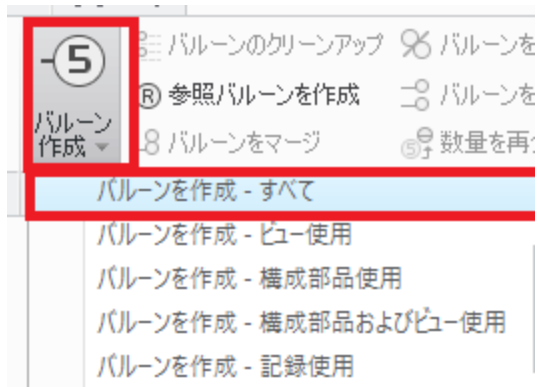 5
バルーン
作成
バルーンのクリーンアップ
バルーンを
R 参照バルーンを作成
バルーンを
8 バルーンをマージ
5 数量を再
バルーンを作成 - すべて
バルーンを作成 - ビュー使用
バルーンを作成 - 構成部品使用
バルーンを作成 - 構成部品およびビュー使用
バルーンを作成 - 記録使用